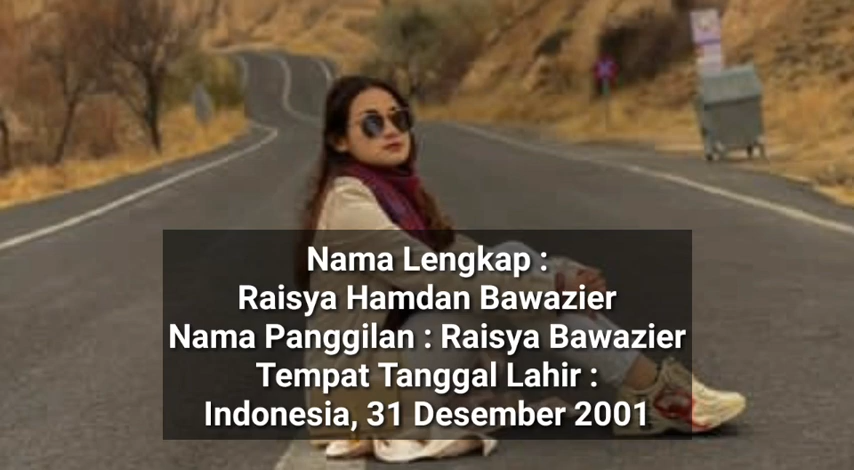 Nama Lengkap :
Raisya Hamdan Bawazier
Nama Panggilan : Raisya Bawazier
Tempat Tanggal Lahir :
Indonesia, 31 Desember 2001